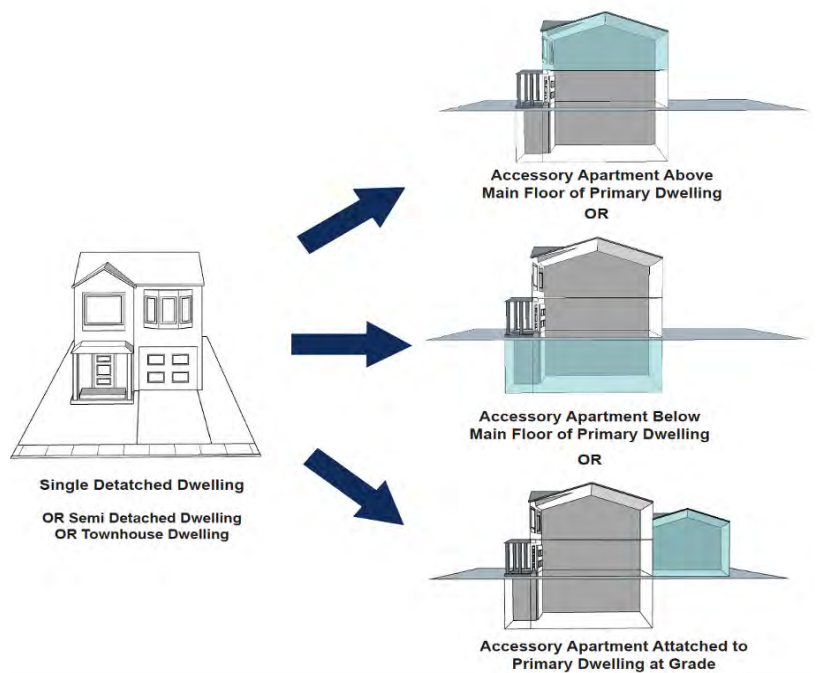 Accessory Apartment Above
Main Floor of Primary Dwelling
OR
Accessory Apartment Below
Main Floor of Primary Dwelling
OR
Single Detatched Dwelling
OR Semi Detached Dwelling
OR Townhouse Dwelling
Accessory Apartment Attatched to
Primary Dwelling at Grade